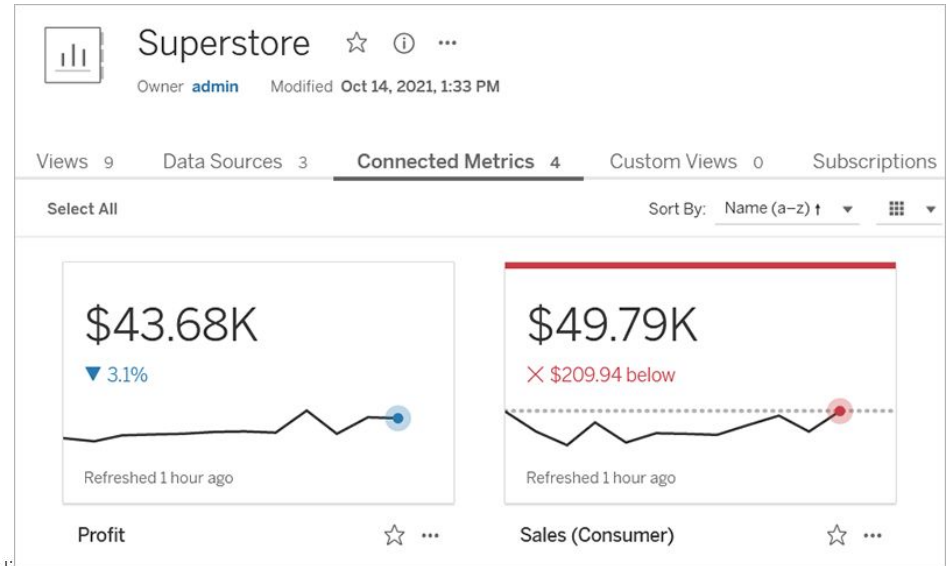 Superstore
Owner admin Modified Oct 14, 2021, 1:33 PM
Views 9 Data Sources 3 Connected Metrics 4 Custom Views 0 Subscriptions
Select All Sort By: Name (a–z) ↑
$43.68K $49.79K
▼ 3.1% $209.94 below
Refreshed 1 hour ago Refreshed 1 hour ago
Profit Sales (Consumer)